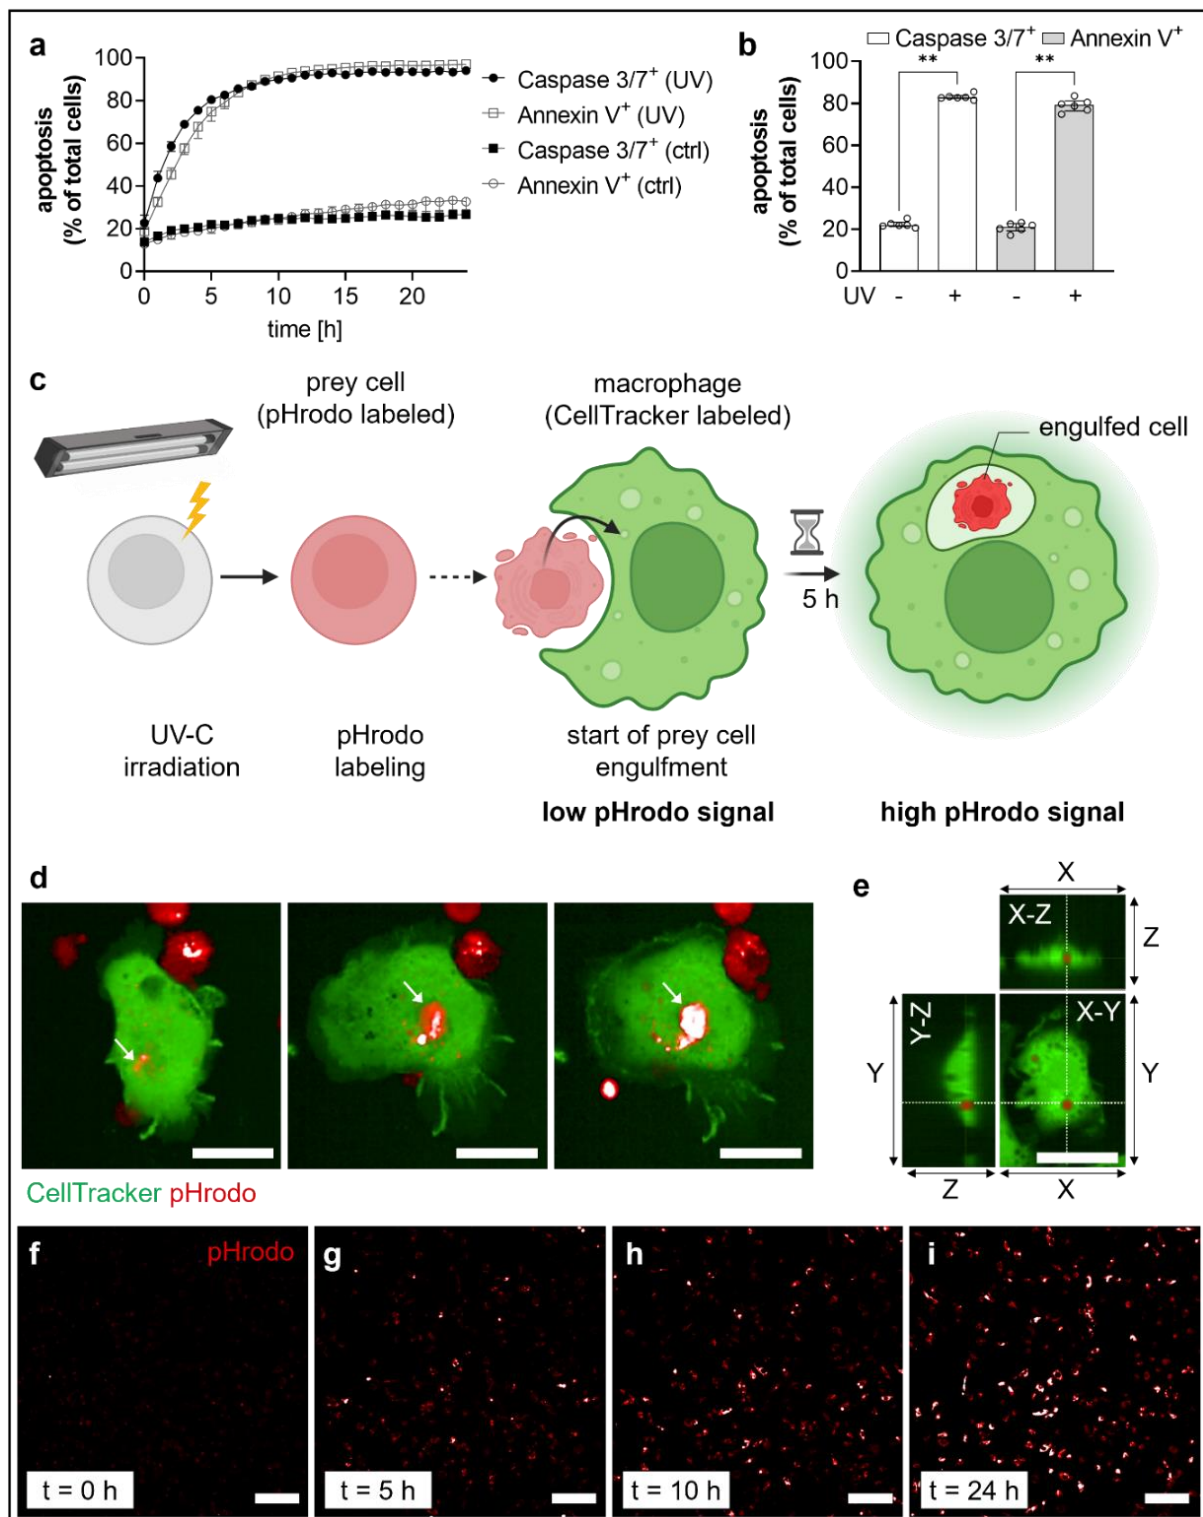 a
100
80
60
40
20
0
apoptosis
(% of total cells)
0 5 10 15 20
time [h]
Caspase 3/7+ (UV)
Annexin V+ (UV)
Caspase 3/7+ (ctrl)
Annexin V+ (ctrl)
b
Caspase 3/7+ Annexin V+
** **
100
80
60
40
20
0
apoptosis
(% of total cells)
UV - + - +
c
prey cell
(pHrodo labeled)
macrophage
(CellTracker labeled)
engulfed cell
5 h
UV-C
irradiation
pHrodo
labeling
start of prey cell
engulfment
low pHrodo signal
high pHrodo signal
d
CellTracker pHrodo
e
X
X-Z
Z
Y-Z
X-Y
Y
Y
Z
X
f
pHrodo
t = 0 h
g
t = 5 h
h
t = 10 h
i
t = 24 h